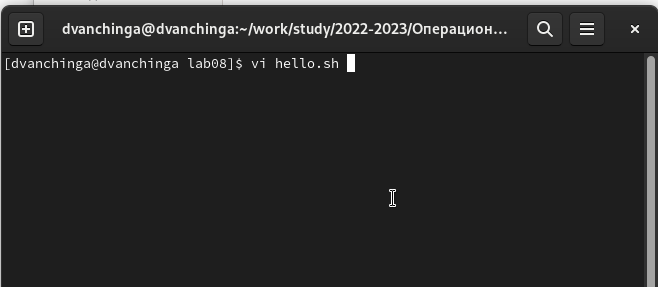 dvanchinga@dvanchinga:~/work/study/2022-2023/Операцион...
[dvanchinga@dvanchinga lab08]$ vi hello.sh